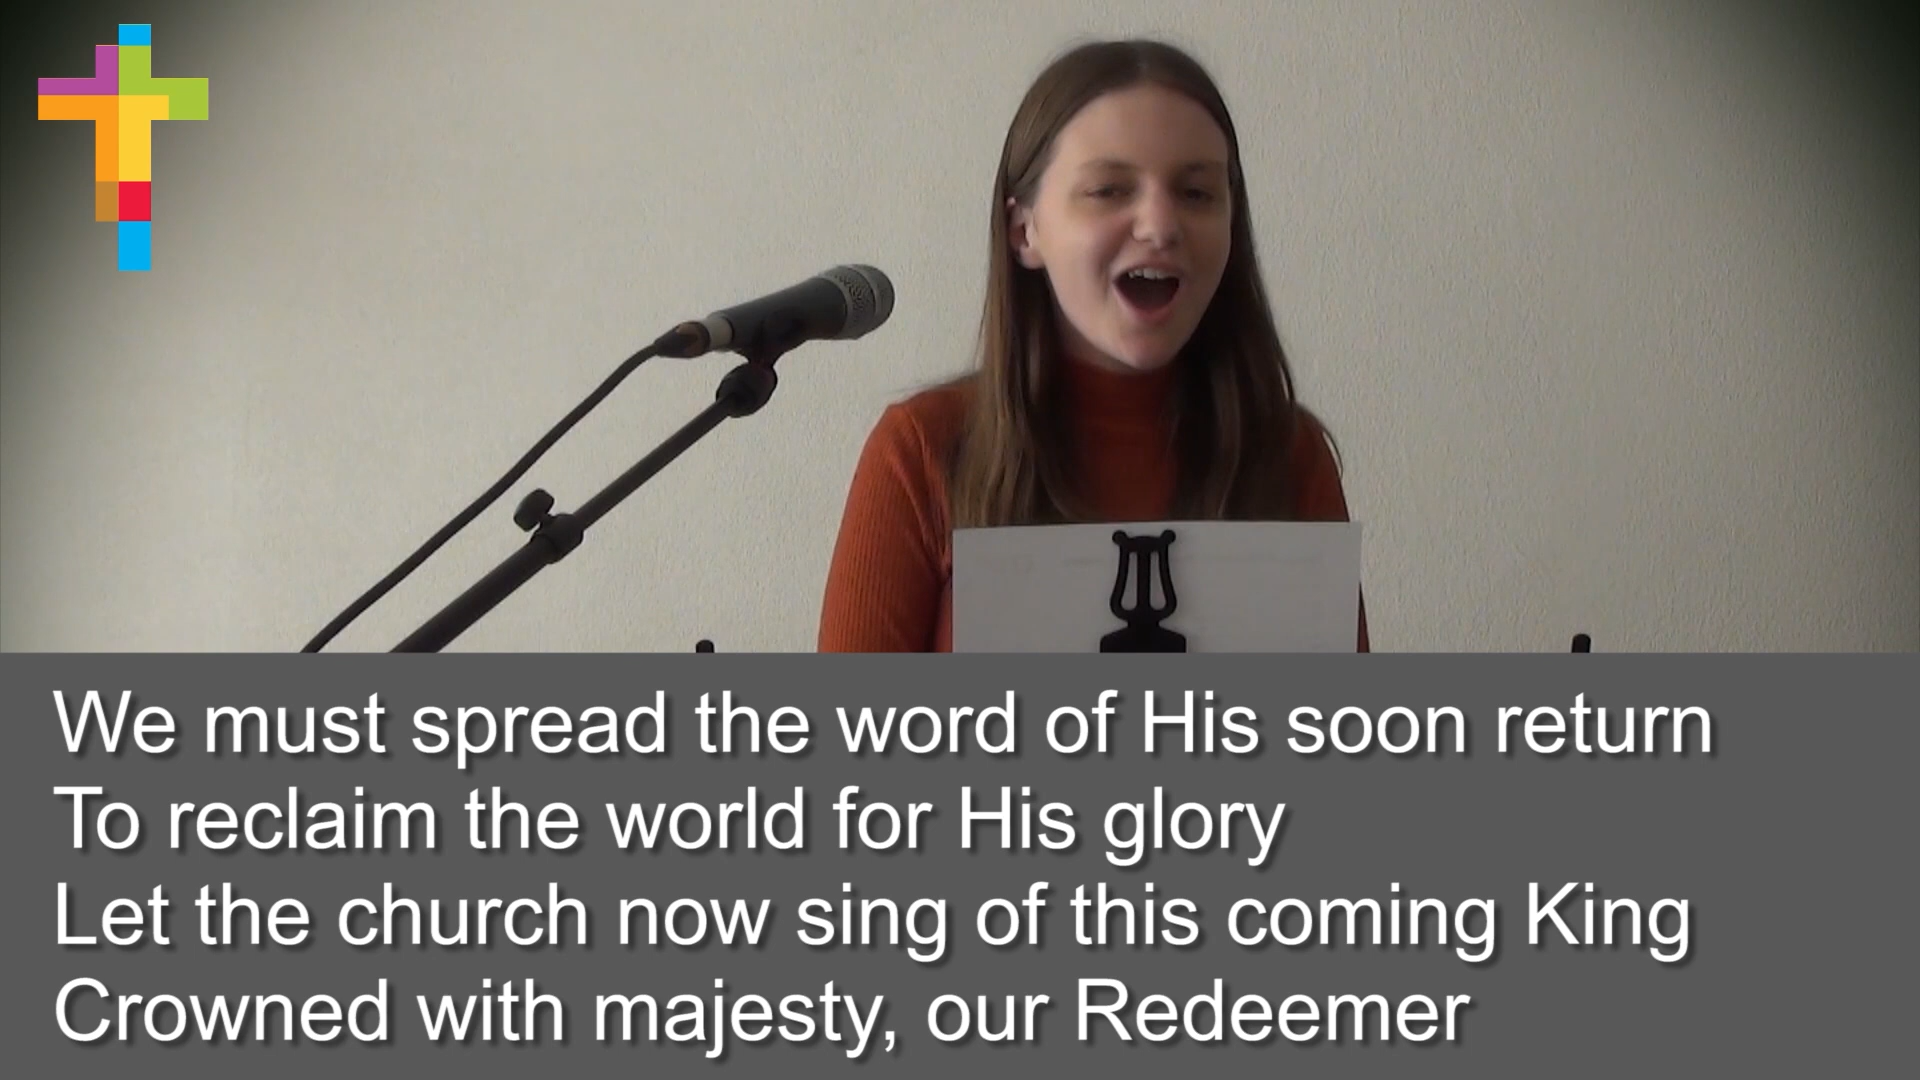 We must spread the word of His soon return
To reclaim the world for His glory
Let the church now sing of this coming King
Crowned with majesty, our Redeemer